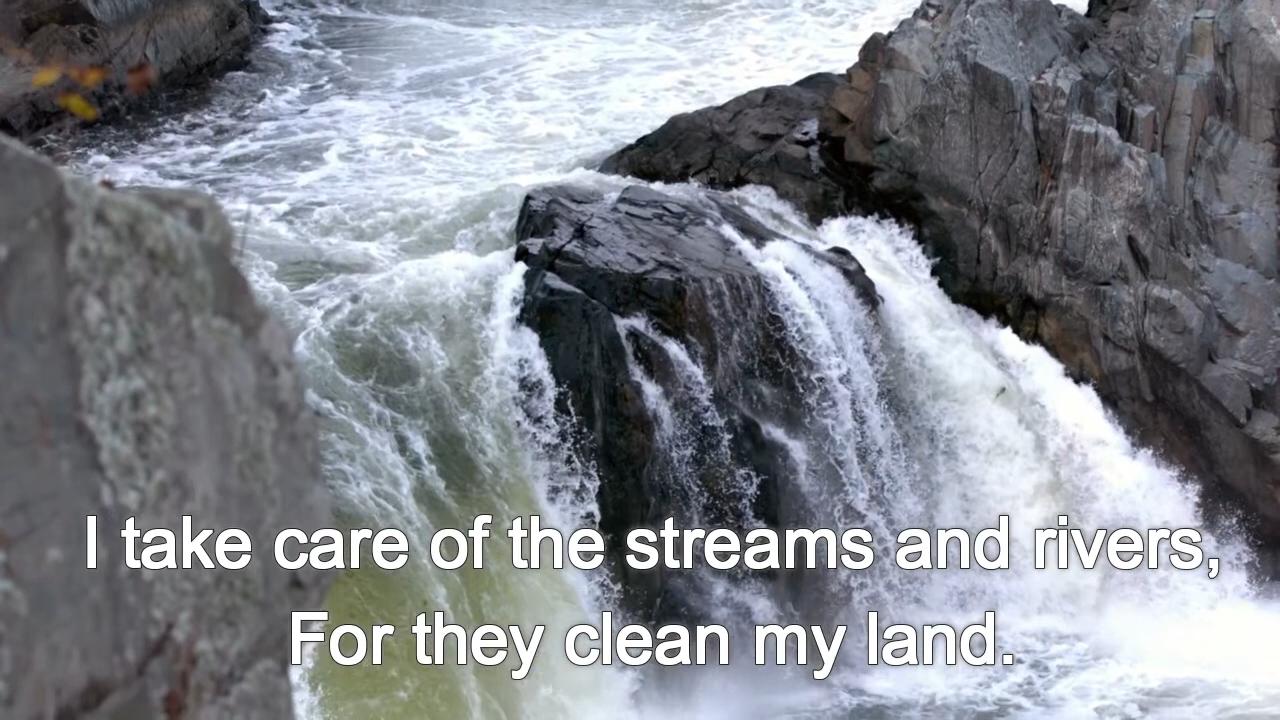 I take care of the streams and rivers,
For they clean my land.